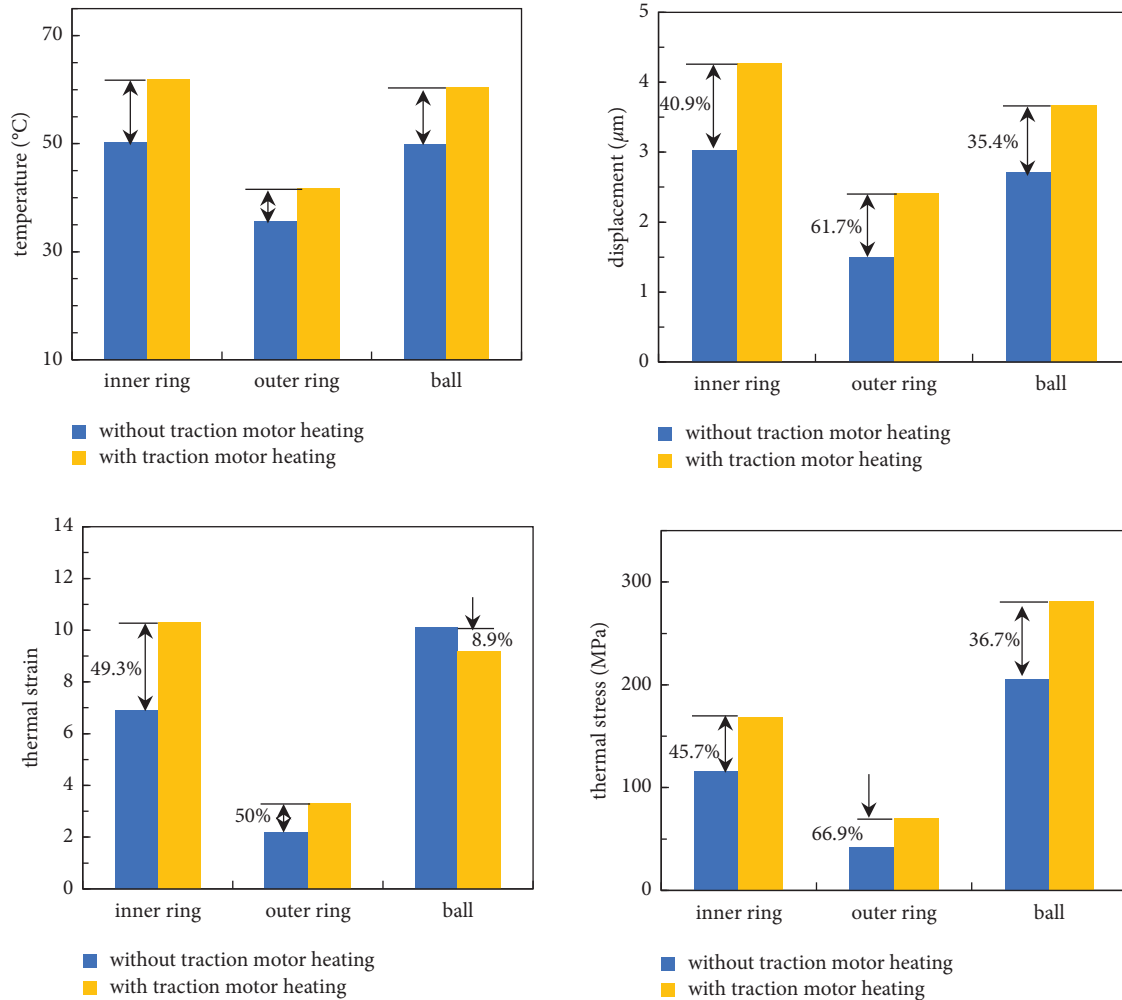 temperature (°C)
70
50
30
10
inner ring
outer ring
ball
without traction motor heating
with traction motor heating
displacement (μm)
5
4
3
2
1
0
40.9%
61.7%
35.4%
inner ring
outer ring
ball
without traction motor heating
with traction motor heating
thermal strain
14
12
10
8
6
4
2
0
49.3%
50%
8.9%
inner ring
outer ring
ball
without traction motor heating
with traction motor heating
thermal stress (MPa)
300
200
100
0
45.7%
66.9%
36.7%
inner ring
outer ring
ball
without traction motor heating
with traction motor heating